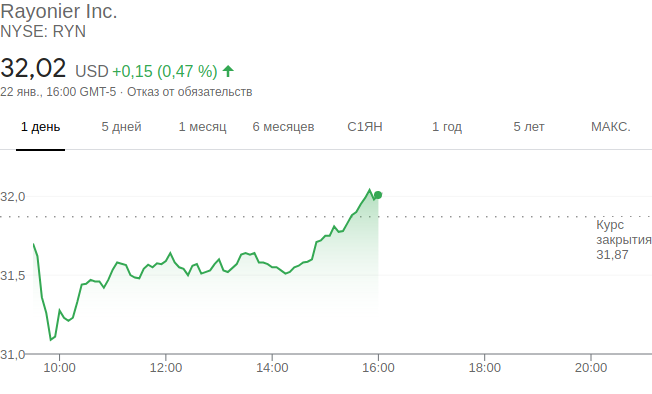 Rayonier Inc.
NYSE: RYN
32,02 USD +0,15 (0,47 %)
22 янв., 16:00 GMT-5 · Отказ от обязательств
1 день 5 дней 1 месяц 6 месяцев С1ЯН 1 год 5 лет МАКС.
32,0
Курс
закрытия
31,87
31,5
31,0
10:00 12:00 14:00 16:00 18:00 20:00